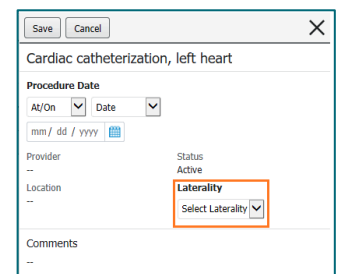 Save Cancel X
Cardiac catheterization, left heart
Procedure Date
At/On Date
mm / dd / yyyy
Provider Status
-- Active
Location Laterality
-- Select Laterality
Comments
--